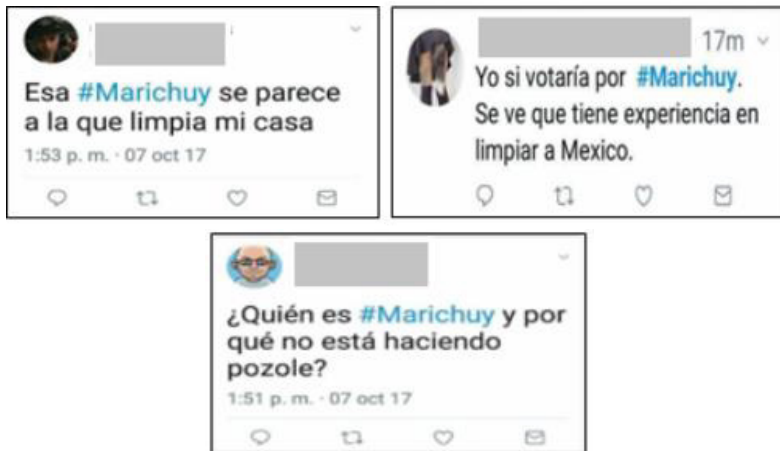 Esa #Marichuy se parece
a la que limpia mi casa
1:53 p. m. · 07 oct 17
17m
Yo si votaría por #Marichuy.
Se ve que tiene experiencia en
limpiar a Mexico.
¿Quién es #Marichuy y por
qué no está haciendo
pozole?
1:51 p. m. · 07 oct 17